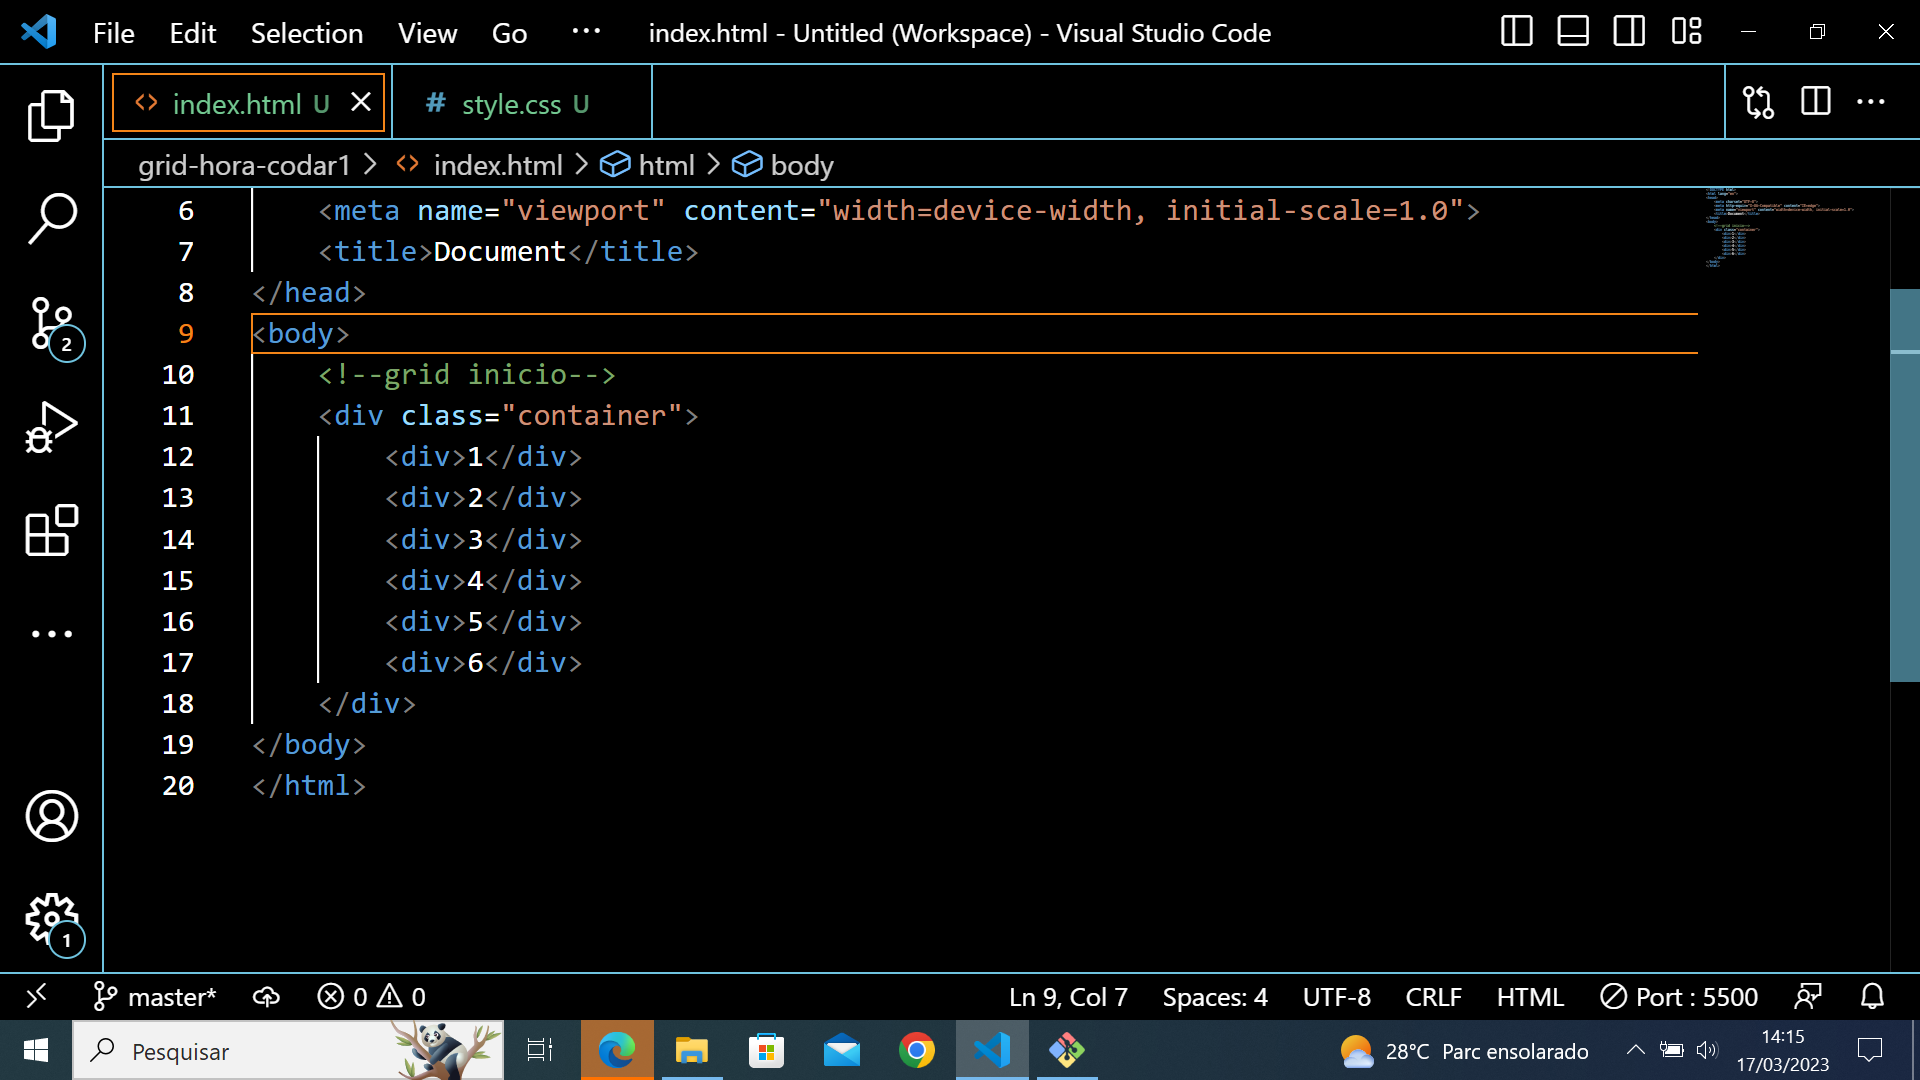 File Edit Selection View Go ··· index.html - Untitled (Workspace) - Visual Studio Code
index.html U # style.css U
grid-hora-codar1 > index.html > html > body
6 <meta name="viewport" content="width=device-width, initial-scale=1.0">
7 <title>Document</title>
8 </head>
9 <body>
10 <!--grid inicio-->
11 <div class="container">
12 <div>1</div>
13 <div>2</div>
14 <div>3</div>
15 <div>4</div>
16 <div>5</div>
17 <div>6</div>
18 </div>
19 </body>
20 </html>
2
1
master* 0 0 Ln 9, Col 7 Spaces: 4 UTF-8 CRLF HTML Port : 5500
Pesquisar 28°C Parc ensolarado 14:15
17/03/2023